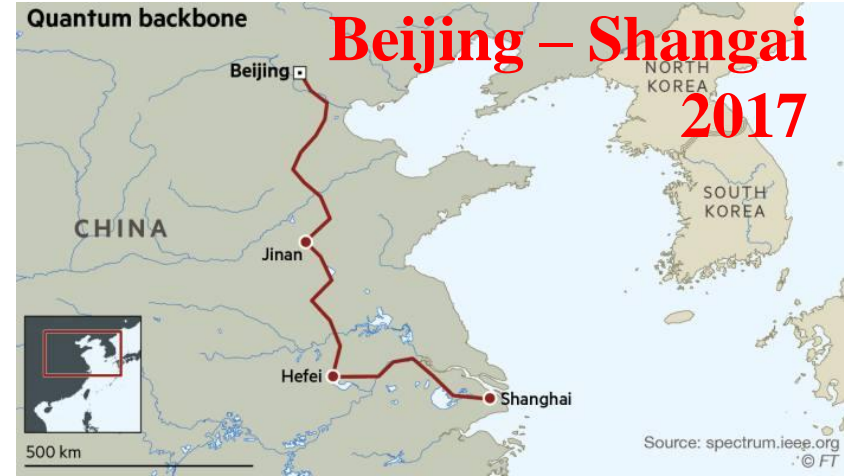 Quantum backbone
Beijing – Shangai
2017
Beijing
NORTH
KOREA
SOUTH
KOREA
CHINA
Jinan
Hefei
Shanghai
500 km
Source: spectrum.ieee.org
© FT